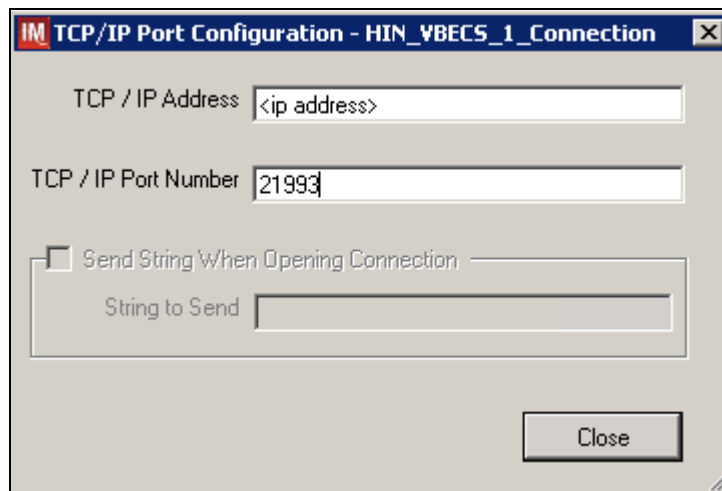 IM TCP/IP Port Configuration - HIN_VBECS_1_Connection
TCP / IP Address <ip address>
TCP / IP Port Number 21993
Send String When Opening Connection
String to Send
Close